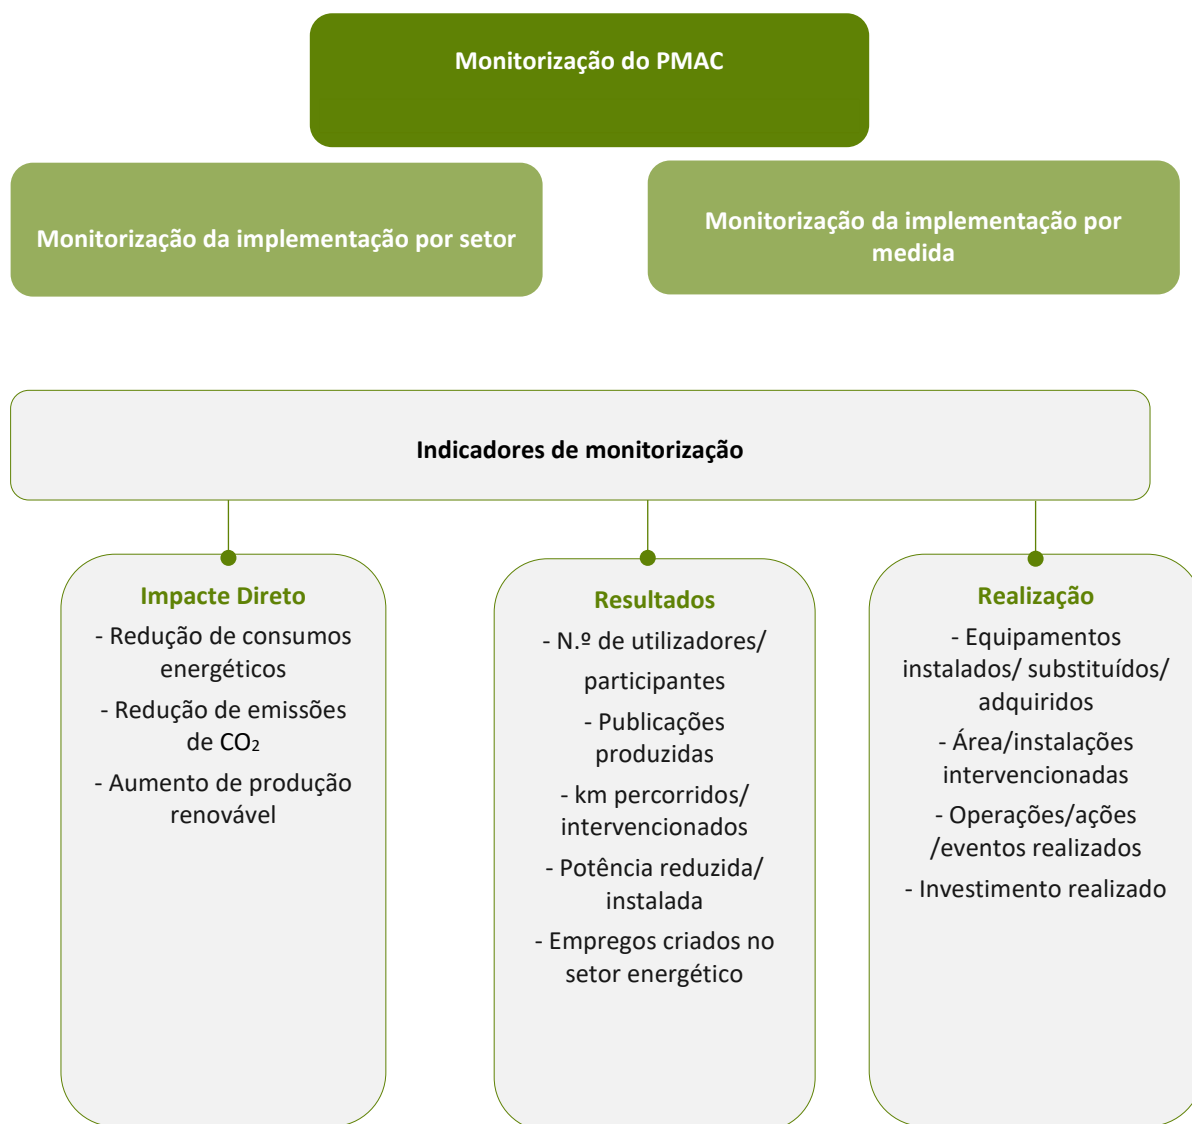 Monitorização do PMAC
Monitorização da implementação por setor
Monitorização da implementação por
medida
Indicadores de monitorização
Impacte Direto
- Redução de consumos
energéticos
- Redução de emissões
de CO₂
- Aumento de produção
renovável
Resultados
- N.º de utilizadores/
participantes
- Publicações
produzidas
- km percorridos/
intervencionados
- Potência reduzida/
instalada
- Empregos criados no
setor energético
Realização
- Equipamentos
instalados/ substituídos/
adquiridos
- Área/instalações
intervencionadas
- Operações/ações
/eventos realizados
- Investimento realizado